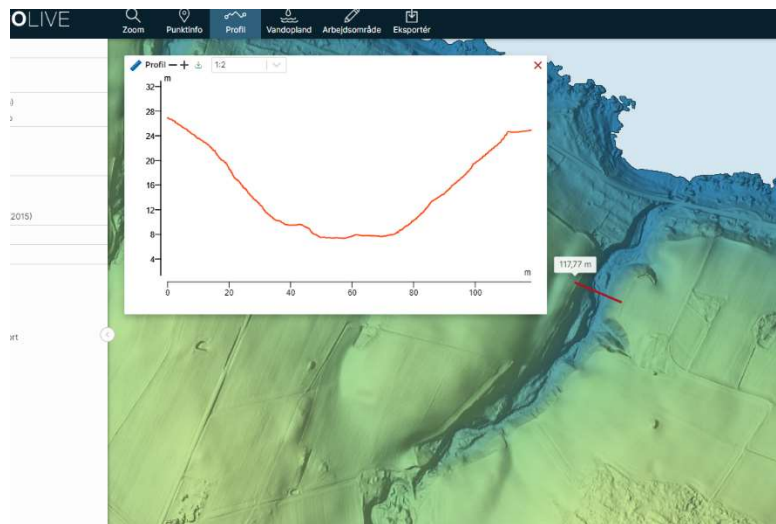 OLIVE
Zoom
Punktinfo
Profil
Vandopland
Arbejdsområde
Eksportér
Profil
1:2
m
32
28
24
20
16
12
8
4
m
0
20
40
60
80
100
117,77 m
2015)